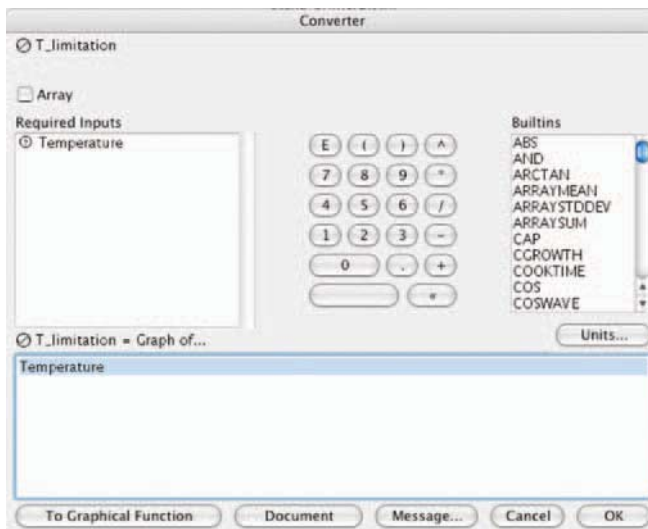 Converter
T_limitation
Array
Required Inputs
Temperature
E ( ) ^
7 8 9 *
4 5 6 /
1 2 3 -
0 . +
Builtins
ABS
AND
ARCTAN
ARRAYMEAN
ARRAYSTDDEV
ARRAYSUM
CAP
CGROWTH
COOKTIME
COS
COSWAVE
Units...
T_limitation = Graph of...
Temperature
To Graphical Function Document Message... Cancel OK